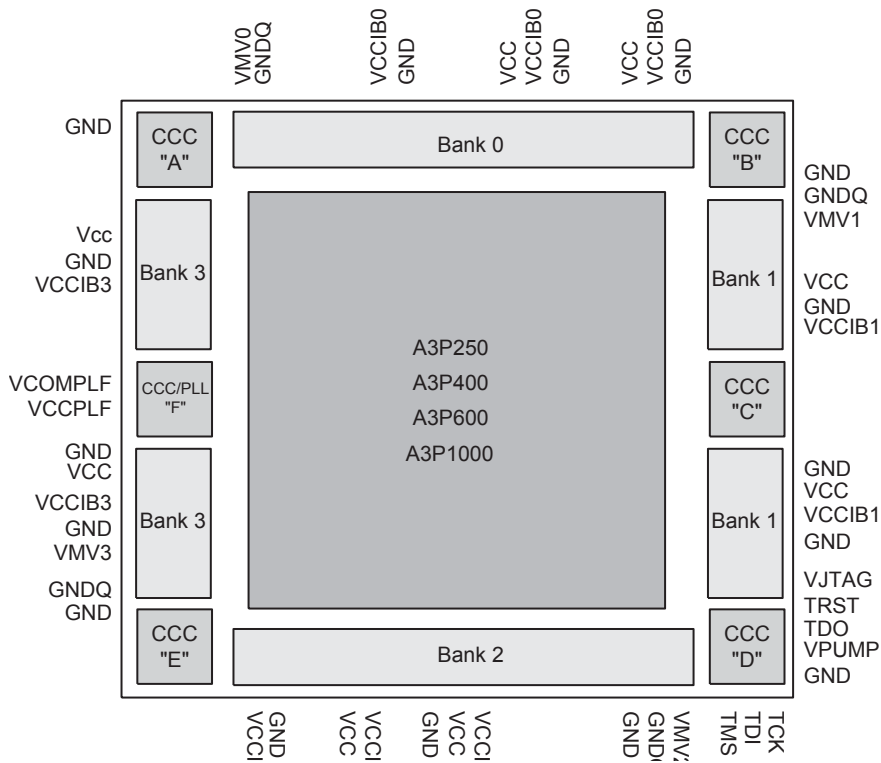 VMV0
GNDQ
VCCIB0
GND
VCC
VCCIB0
GND
VCC
VCCIB0
GND
GND
CCC
"A"
Bank 0
CCC
"B"
GND
GNDQ
VMV1
Vcc
GND
VCCIB3
Bank 3
Bank 1
VCC
GND
VCCIB1
A3P250
A3P400
A3P600
A3P1000
VCOMPLF
VCCPLF
CCC/PLL
"F"
CCC
"C"
GND
VCC
VCCIB3
GND
VMV3
Bank 3
Bank 1
GND
VCC
VCCIB1
GND
GNDQ
GND
VJTAG
TRST
TDO
VPUMP
GND
CCC
"E"
Bank 2
CCC
"D"
GND
VCC
GND
VCC
GND
VMV2
TMS
TDI
TCK